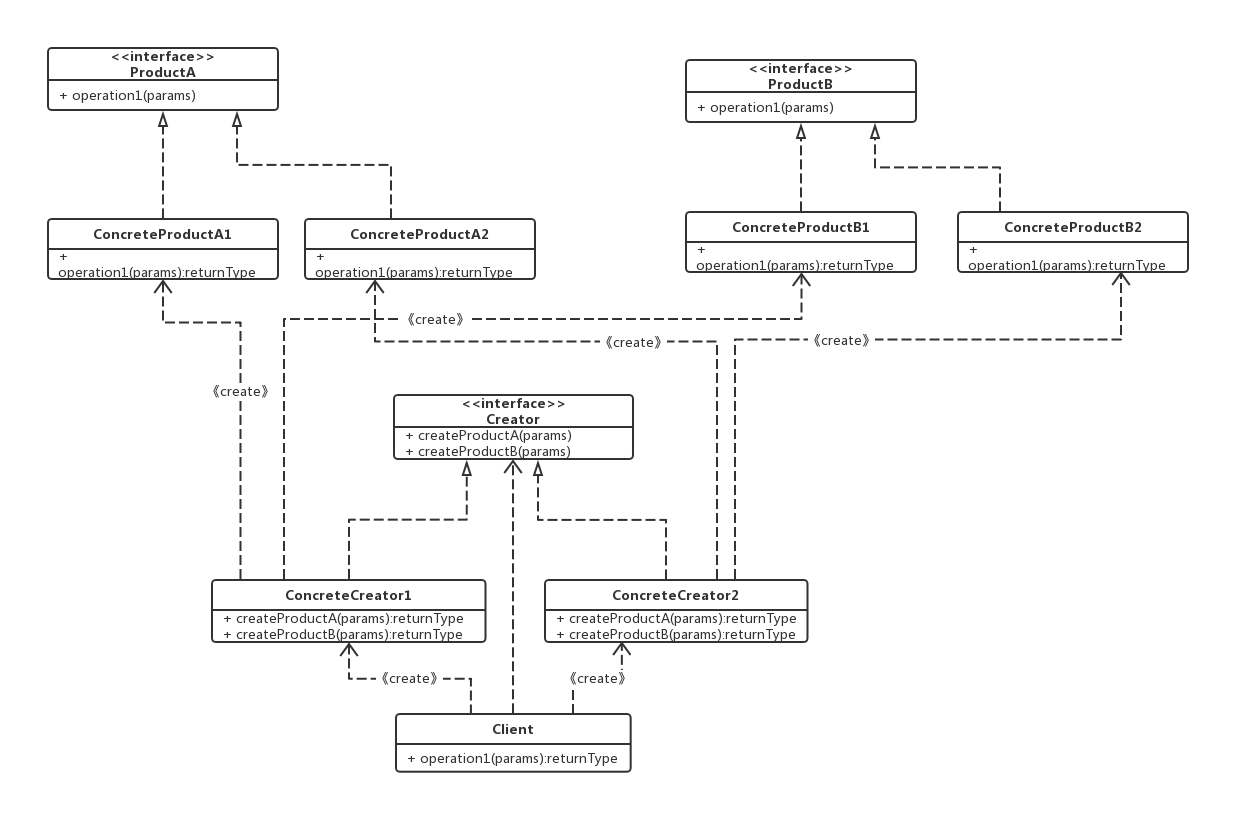 <<interface>>
ProductA
+ operation1(params)
<<interface>>
ProductB
+ operation1(params)
ConcreteProductA1
+
operation1(params):returnType
ConcreteProductA2
+
operation1(params):returnType
ConcreteProductB1
+
operation1(params):returnType
ConcreteProductB2
+
operation1(params):returnType
《create》
《create》
《create》
《create》
<<interface>>
Creator
+ createProductA(params)
+ createProductB(params)
ConcreteCreator1
+ createProductA(params):returnType
+ createProductB(params):returnType
ConcreteCreator2
+ createProductA(params):returnType
+ createProductB(params):returnType
《create》
《create》
Client
+ operation1(params):returnType